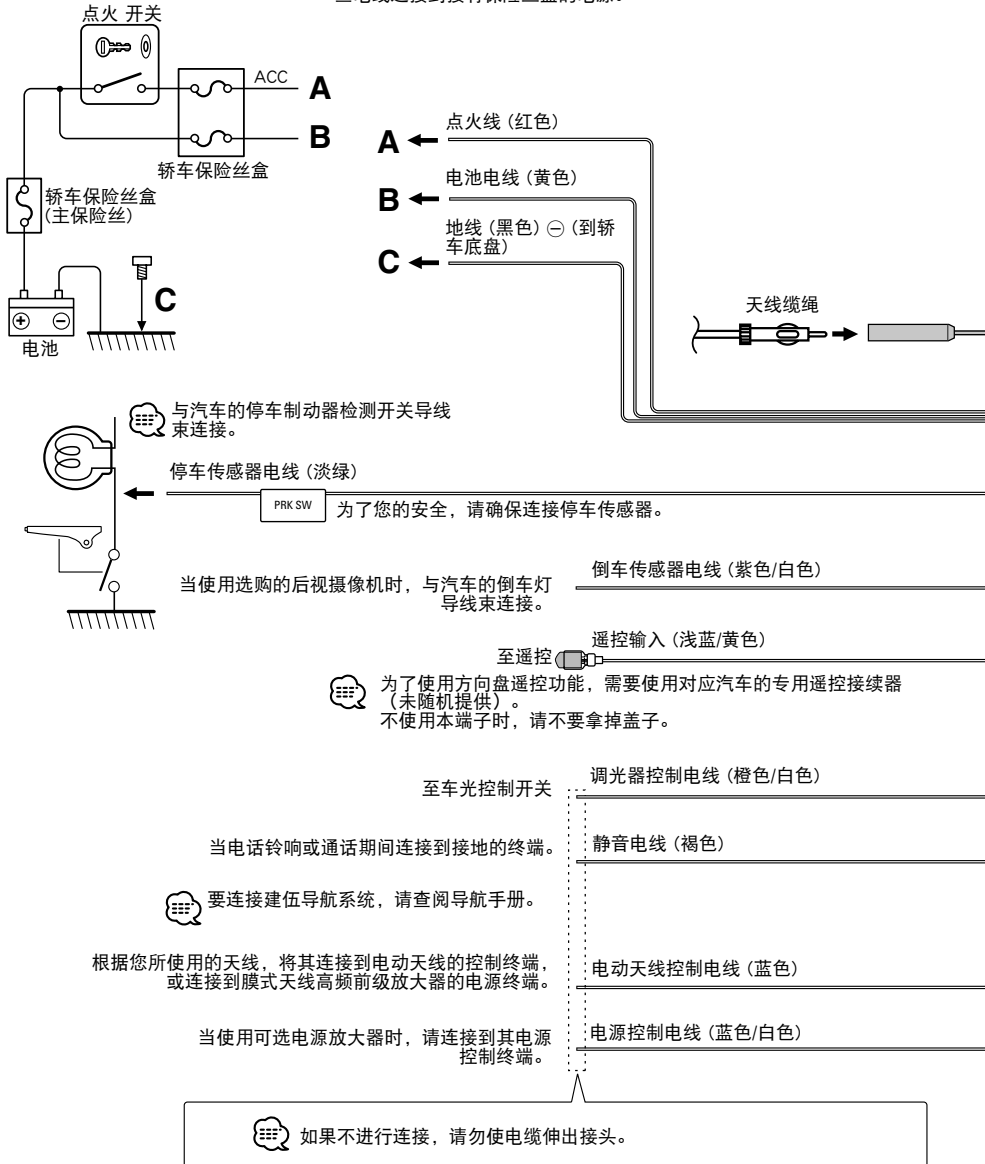 点火 开关
ACC
A
B
轿车保险丝盒
轿车保险丝盒
(主保险丝)
C
电池
A
点火线 (红色)
B
电池电线 (黄色)
C
地线 (黑色) ⊖ (到轿
车底盘)
天线缆绳
与汽车的停车制动器检测开关导线
束连接。
停车传感器电线 (淡绿)
PRK SW
为了您的安全，请确保连接停车传感器。
当使用选购的后视摄像机时，与汽车的倒车灯
导线束连接。
倒车传感器电线 (紫色/白色)
至遥控
遥控输入 (浅蓝/黄色)
为了使用方向盘遥控功能，需要使用对应汽车的专用遥控接续器
（未随机提供）。
不使用本端子时，请不要拿掉盖子。
至车光控制开关
调光器控制电线 (橙色/白色)
当电话铃响或通话期间连接到接地的终端。
静音电线 (褐色)
要连接建伍导航系统，请查阅导航手册。
根据您所使用的天线，将其连接到电动天线的控制终端，
或连接到膜式天线高频前级放大器的电源终端。
电动天线控制电线 (蓝色)
当使用可选电源放大器时，请连接到其电源
控制终端。
电源控制电线 (蓝色/白色)
如果不进行连接，请勿使电缆伸出接头。